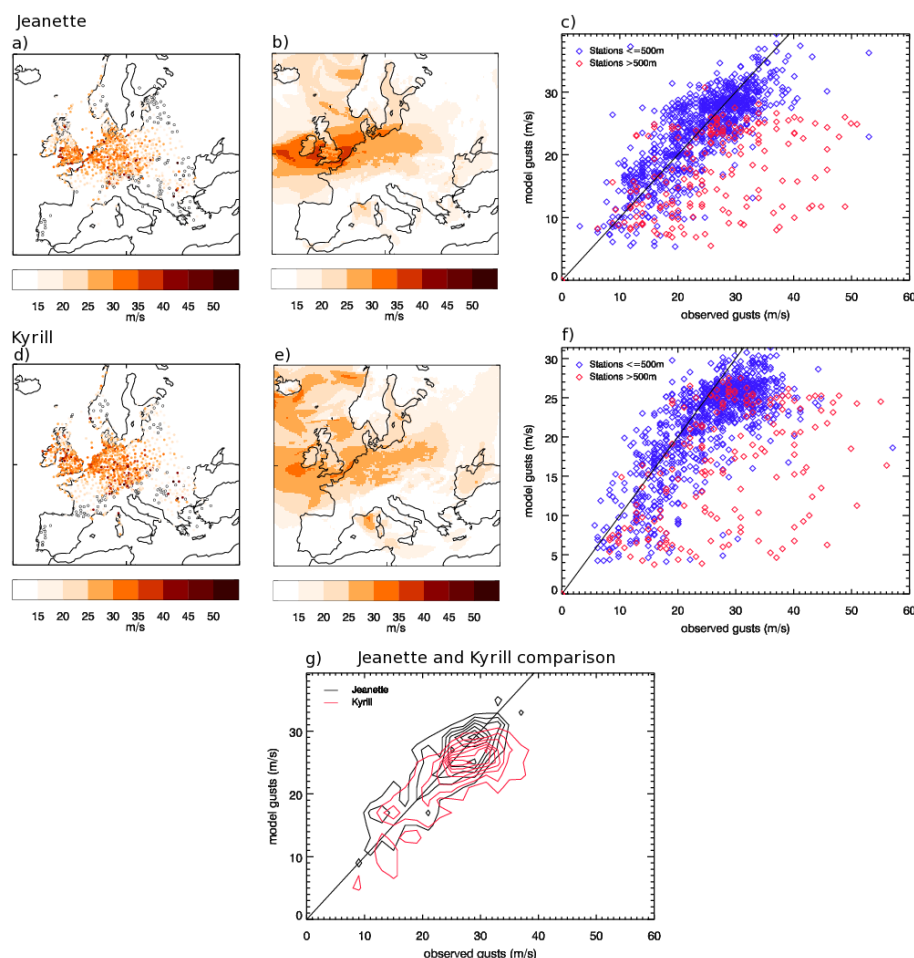 Jeanette
a)
b)
c)
Stations <=500m
Stations >500m
30
20
10
0
model gusts (m/s)
0 10 20 30 40 50 60
observed gusts (m/s)
15 20 25 30 35 40 45 50
m/s
15 20 25 30 35 40 45 50
m/s
Kyrill
d)
e)
f)
Stations <=500m
Stations >500m
30
25
20
15
10
5
0
model gusts (m/s)
0 10 20 30 40 50 60
observed gusts (m/s)
15 20 25 30 35 40 45 50
m/s
15 20 25 30 35 40 45 50
m/s
g) Jeanette and Kyrill comparison
Jeanette
Kyrill
30
20
10
0
model gusts (m/s)
0 10 20 30 40 50 60
observed gusts (m/s)